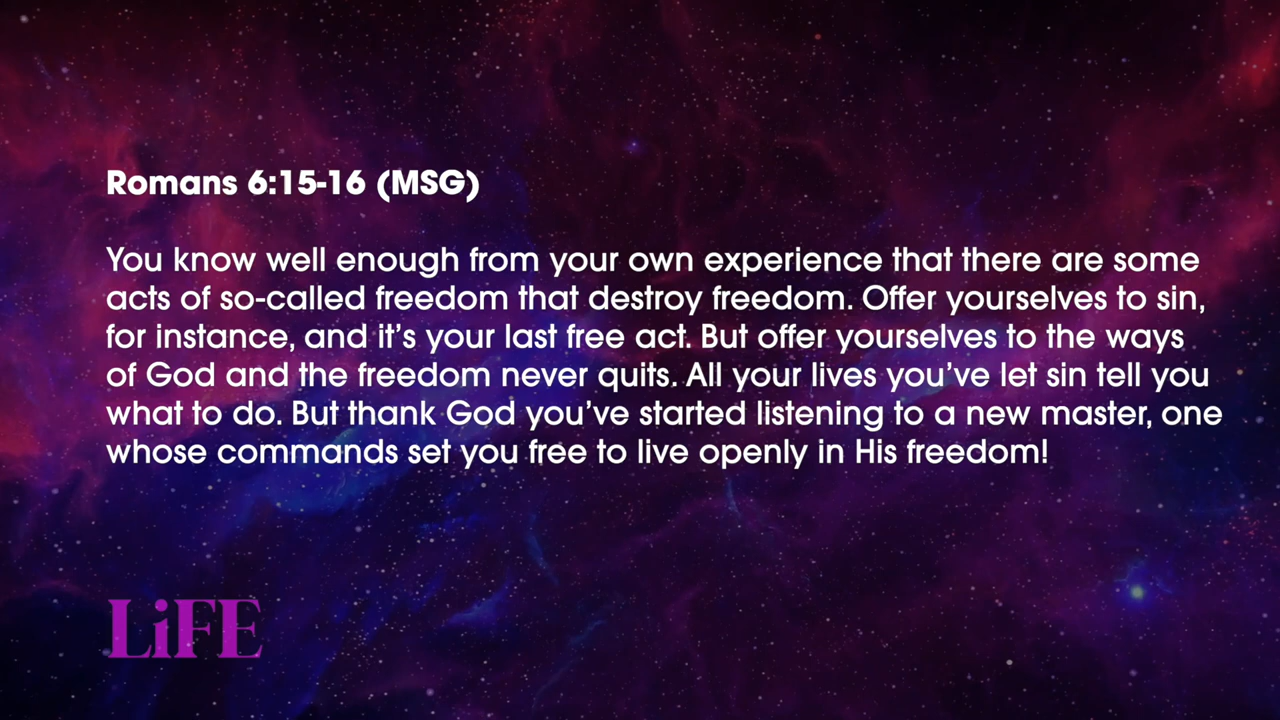 Romans 6:15-16 (MSG)
You know well enough from your own experience that there are some
acts of so-called freedom that destroy freedom. Offer yourselves to sin,
for instance, and it’s your last free act. But offer yourselves to the ways
of God and the freedom never quits. All your lives you’ve let sin tell you
what to do. But thank God you’ve started listening to a new master, one
whose commands set you free to live openly in His freedom!
LiFE